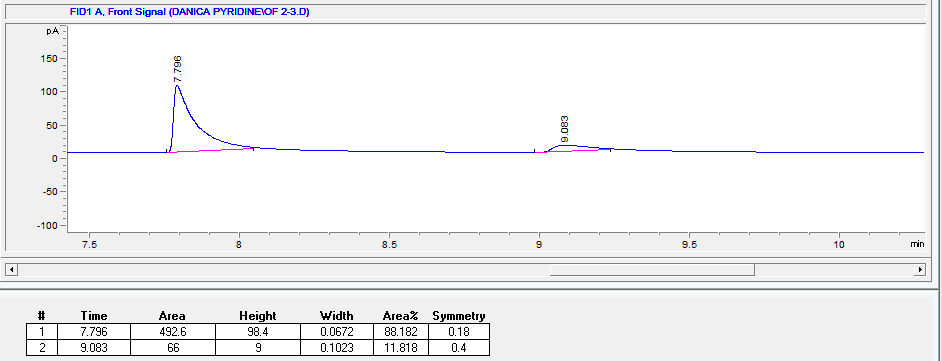 FID1 A, Front Signal (DANICA PYRIDINE\OF 2-3.D)
pA
150
100
50
0
-50
-100
7.796
9.083
7.5 8 8.5 9 9.5 10 min
# Time Area Height Width Area% Symmetry
1 7.796 492.6 98.4 0.0672 88.182 0.18
2 9.083 66 9 0.1023 11.818 0.4